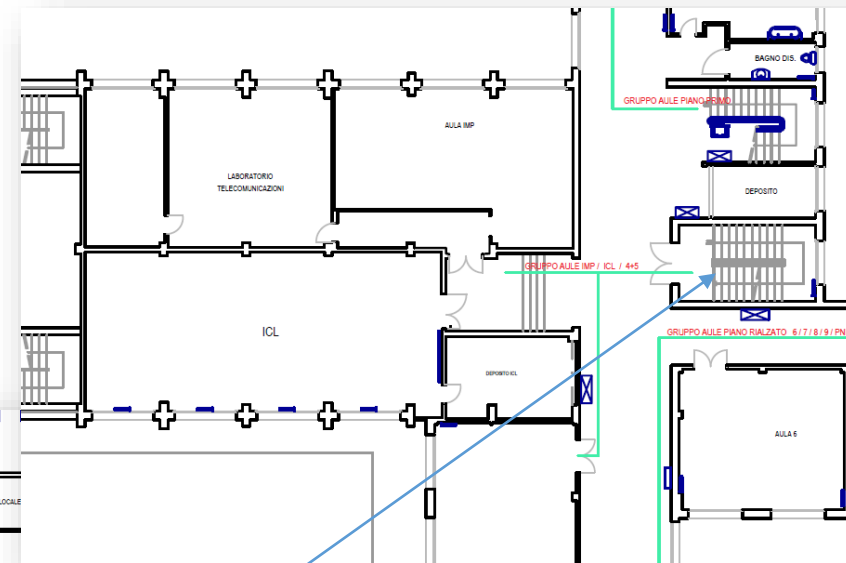 BAGNO DIS.
GRUPPO AULE PIANO PRIMO
AULA IMP
LABORATORIO
TELECOMUNICAZIONI
DEPOSITO
GRUPPO AULE IMP / ICL / 4+5
ICL
GRUPPO AULE PIANO RIALZATO 6 / 7 / 8 / 9 / PN
DEPOSITO ICL
AULA 6
LOCALE